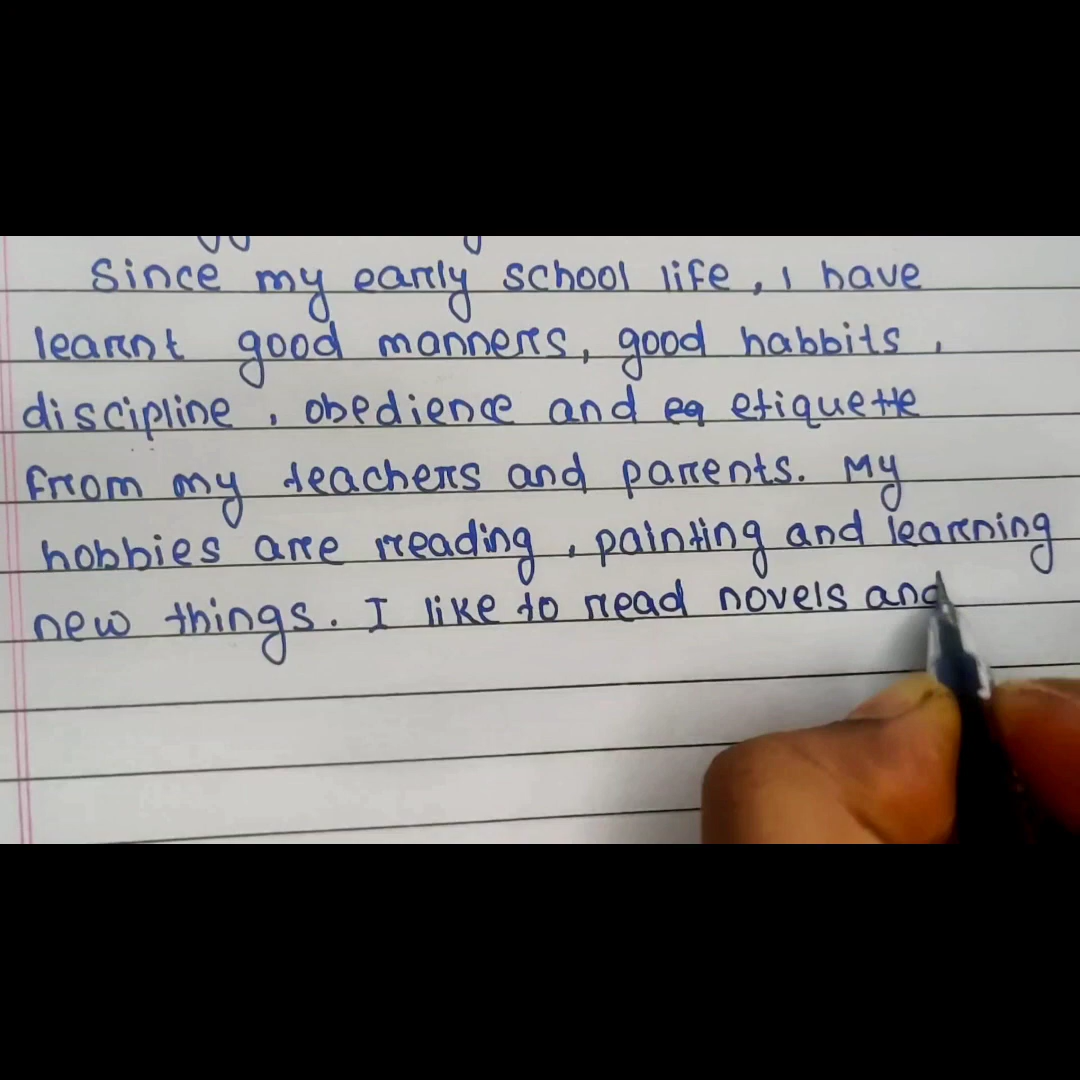 Since my early school life, I have
learnt good manners, good habbits,
discipline, obedience and eq etiquette
from my teachers and parents. My
hobbies are reading, painting and learning
new things. I like to read novels and